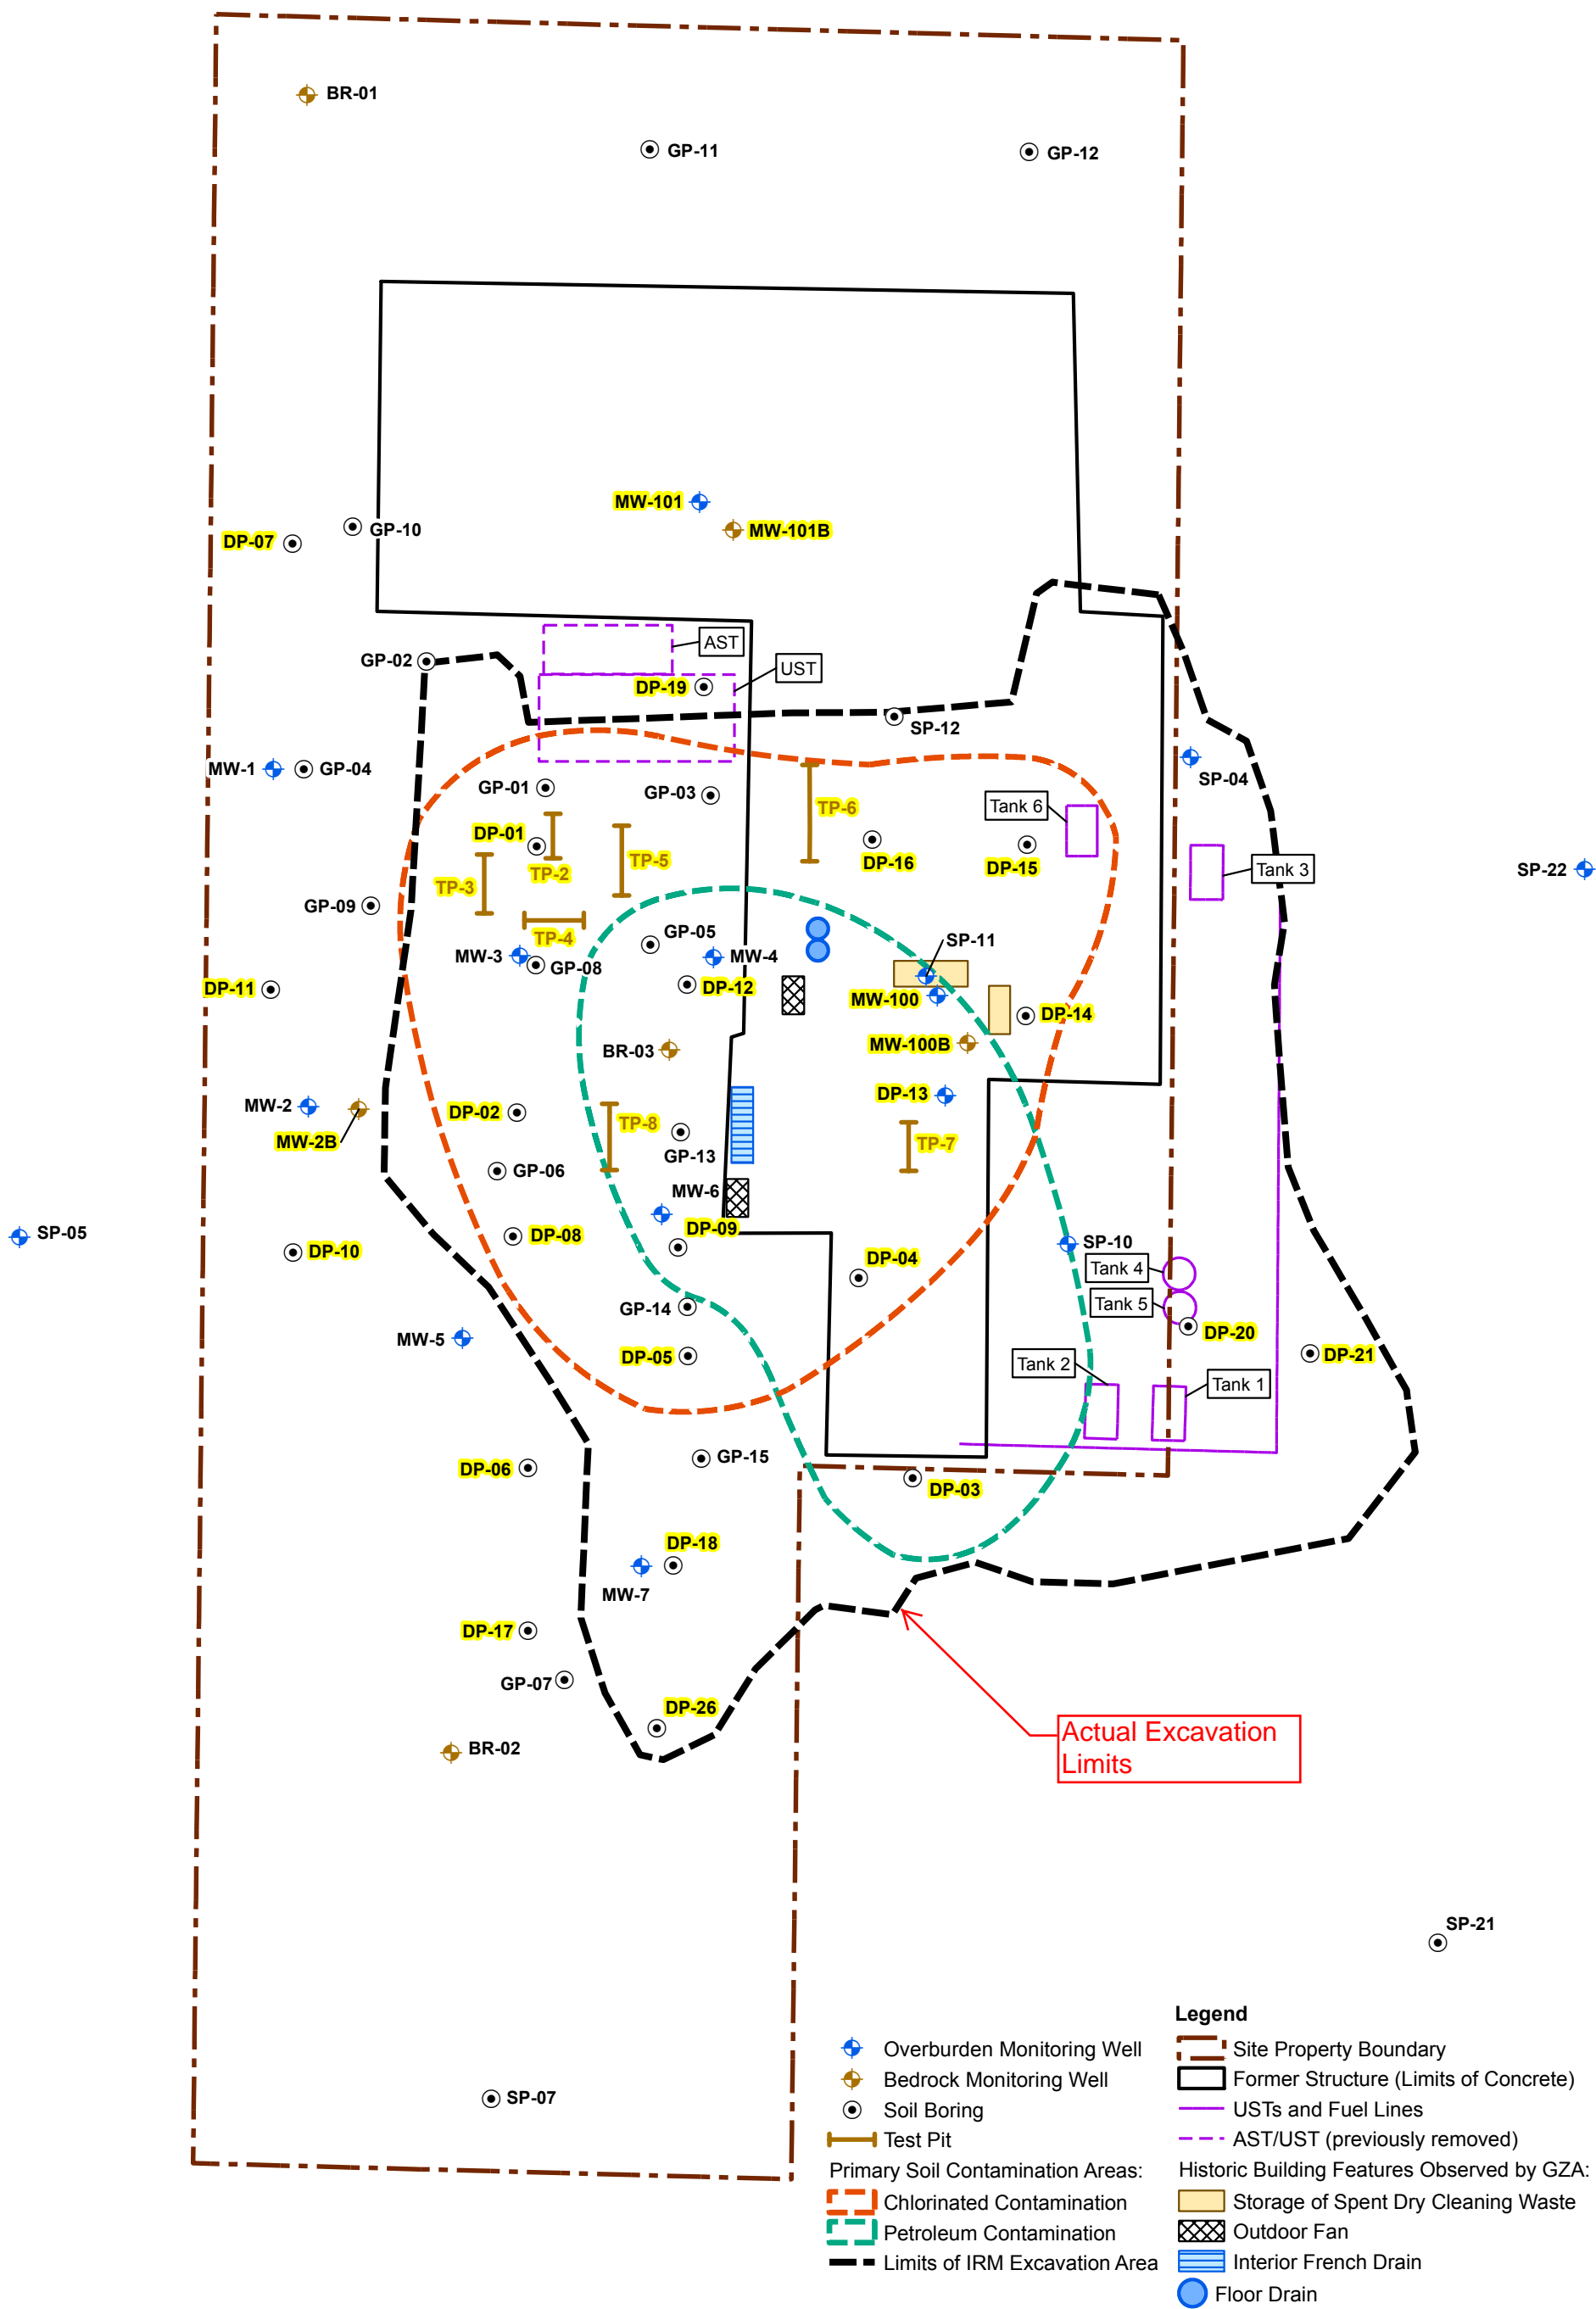 BR-01
GP-11
GP-12
MW-101
MW-101B
GP-10
DP-07
AST
GP-02
UST
DP-19
SP-12
MW-1
GP-04
SP-04
GP-01
GP-03
TP-6
Tank 6
DP-01
TP-5
DP-16
DP-15
TP-2
Tank 3
SP-22
TP-3
GP-09
TP-4
GP-05
SP-11
MW-3
GP-08
MW-4
DP-11
DP-12
MW-100
DP-14
BR-03
MW-100B
DP-13
MW-2
DP-02
TP-8
MW-2B
TP-7
GP-13
GP-06
MW-6
SP-05
DP-09
DP-08
SP-10
DP-10
DP-04
Tank 4
GP-14
Tank 5
MW-5
DP-20
DP-05
DP-21
Tank 2
Tank 1
GP-15
DP-06
DP-03
DP-18
MW-7
DP-17
GP-07
DP-26
Actual Excavation
Limits
BR-02
SP-21
SP-07
Legend
Overburden Monitoring Well
Bedrock Monitoring Well
Soil Boring
Test Pit
Primary Soil Contamination Areas:
Chlorinated Contamination
Petroleum Contamination
Limits of IRM Excavation Area
Site Property Boundary
Former Structure (Limits of Concrete)
USTs and Fuel Lines
AST/UST (previously removed)
Historic Building Features Observed by GZA:
Storage of Spent Dry Cleaning Waste
Outdoor Fan
Interior French Drain
Floor Drain